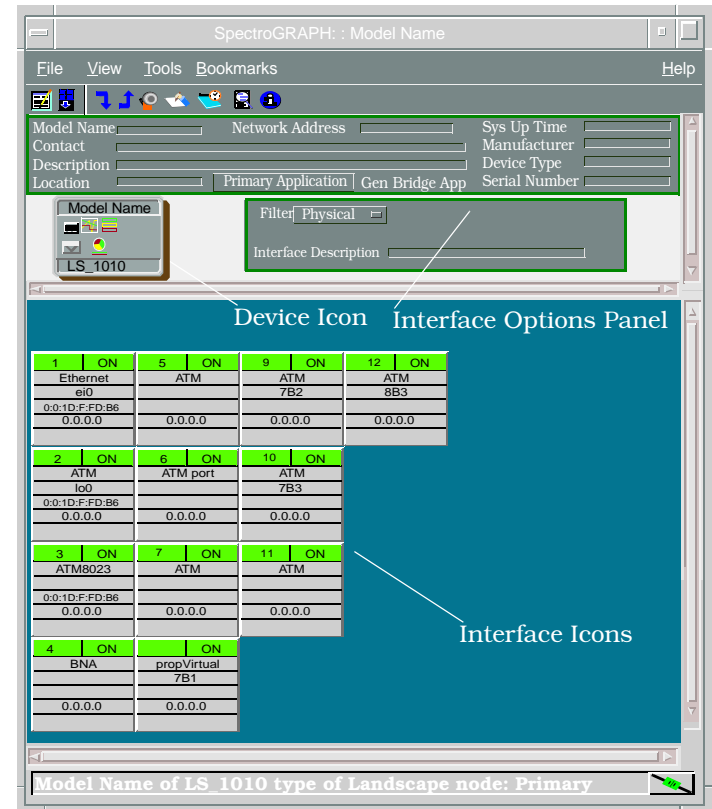 SpectroGRAPH: : Model Name
File View Tools Bookmarks Help
Model Name Network Address Sys Up Time
Contact Manufacturer
Description Device Type
Location Primary Application Gen Bridge App Serial Number
Model Name
LS_1010
Filter Physical
Interface Description
Device Icon
Interface Options Panel
1 ON 5 ON 9 ON 12 ON
Ethernet ATM ATM ATM
ei0 7B2 8B3
0:0:1D:F:FD:B6
0.0.0.0 0.0.0.0 0.0.0.0 0.0.0.0
2 ON 6 ON 10 ON
ATM ATM port ATM
lo0 7B3
0:0:1D:F:FD:B6
0.0.0.0 0.0.0.0 0.0.0.0
3 ON 7 ON 11 ON
ATM8023 ATM ATM
0:0:1D:F:FD:B6
0.0.0.0 0.0.0.0 0.0.0.0
Interface Icons
4 ON ON
BNA propVirtual
7B1
0.0.0.0 0.0.0.0
Model Name of LS_1010 type of Landscape node: Primary